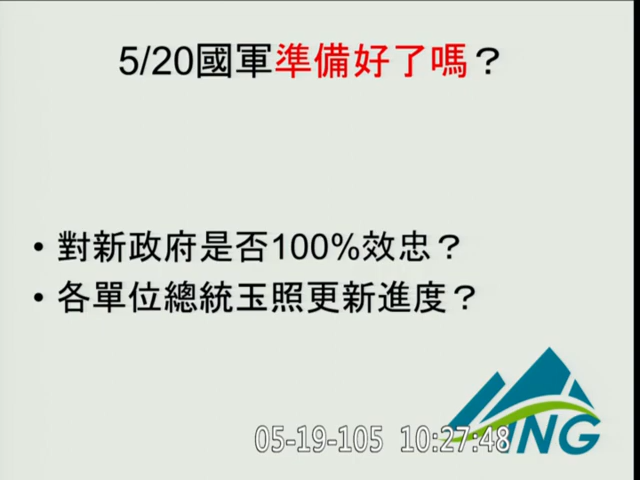 5/20國軍準備好了嗎？
• 對新政府是否100%效忠？
• 各單位總統玉照更新進度？
05-19-105 10:27:48
ING